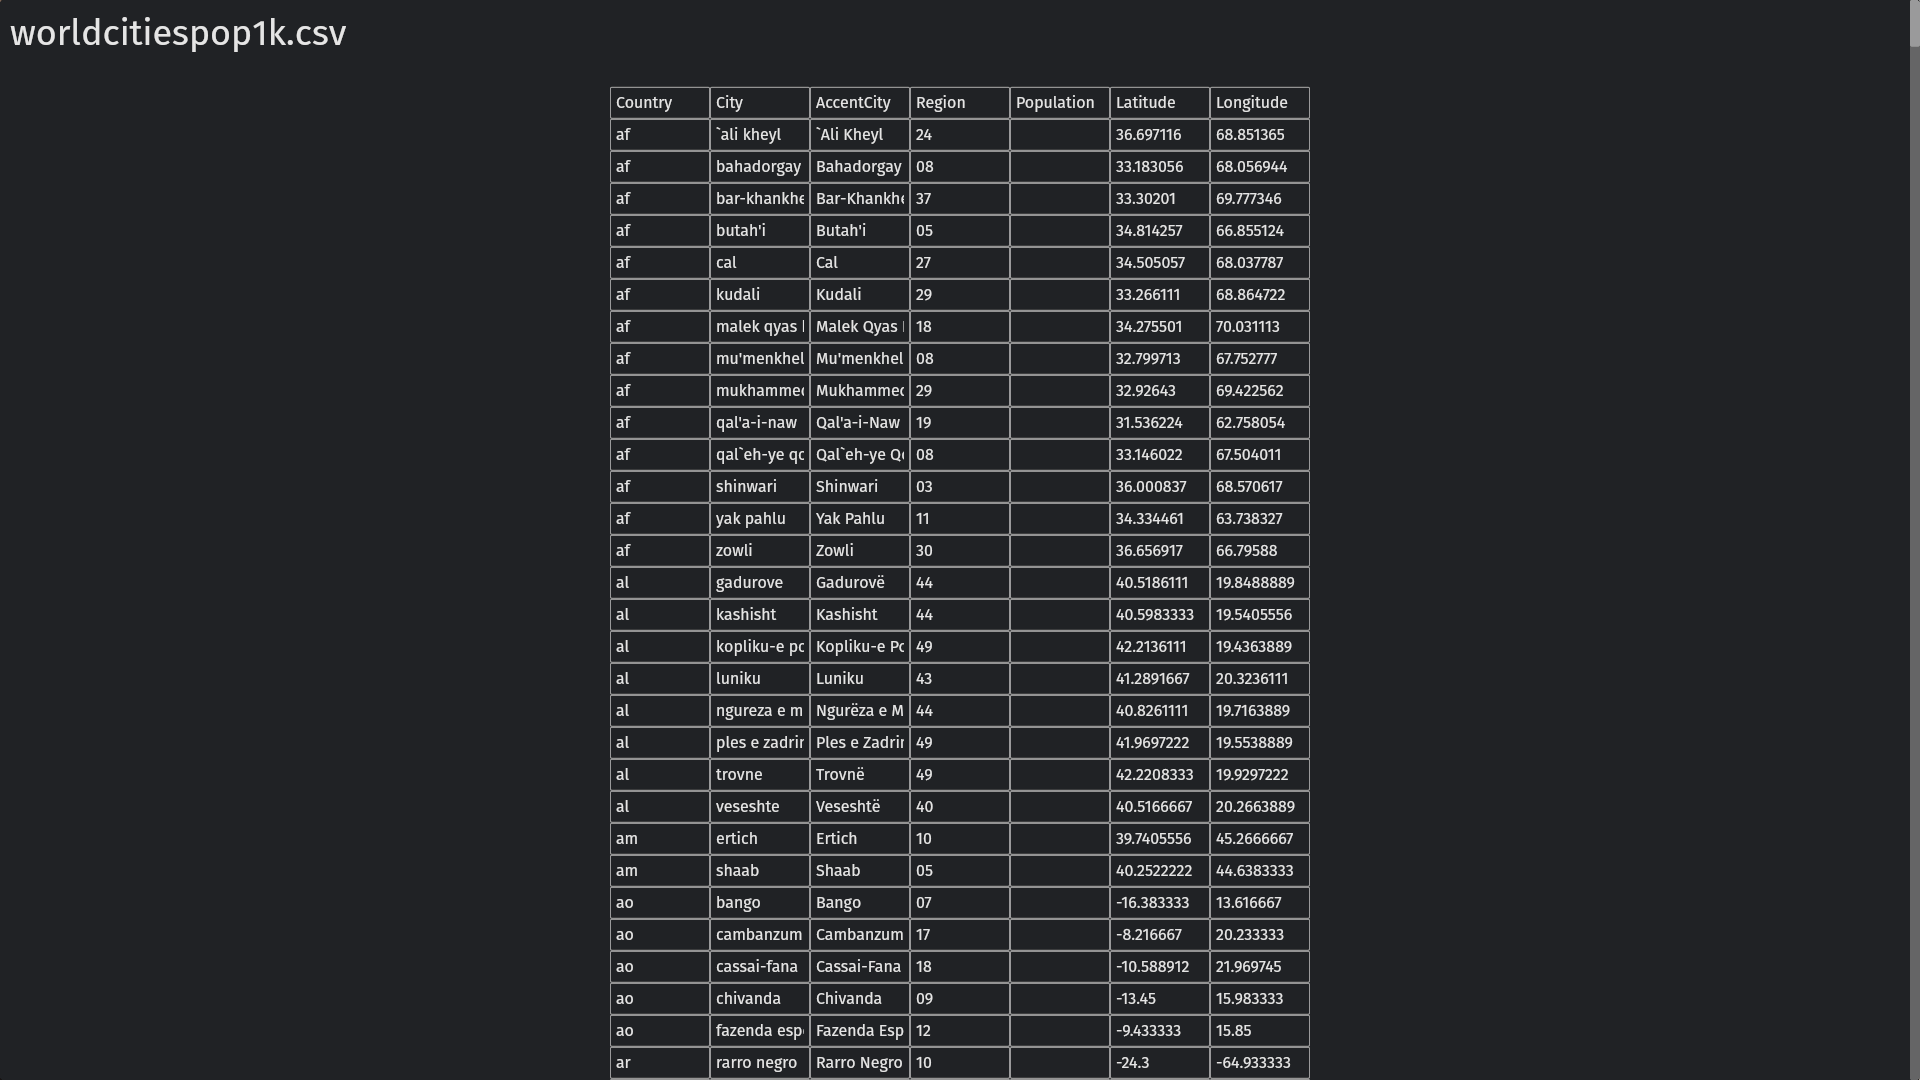 worldcitiespop1k.csv
Country City AccentCity Region Population Latitude Longitude
af `ali kheyl `Ali Kheyl 24 36.697116 68.851365
af bahadorgay Bahadorgay 08 33.183056 68.056944
af bar-khankhe Bar-Khankhe 37 33.30201 69.777346
af butah'i Butah'i 05 34.814257 66.855124
af cal Cal 27 34.505057 68.037787
af kudali Kudali 29 33.266111 68.864722
af malek qyas Malek Qyas 18 34.275501 70.031113
af mu'menkhel Mu'menkhel 08 32.799713 67.752777
af mukhammed Mukhammed 29 32.92643 69.422562
af qal'a-i-naw Qal'a-i-Naw 19 31.536224 62.758054
af qal`eh-ye Qal`eh-ye 08 33.146022 67.504011
af shinwari Shinwari 03 36.000837 68.570617
af yak pahlu Yak Pahlu 11 34.334461 63.738327
af zowli Zowli 30 36.656917 66.79588
al gadurove Gadurovë 44 40.5186111 19.8488889
al kashisht Kashisht 44 40.5983333 19.5405556
al kopliku-e Kopliku-e 49 42.2136111 19.4363889
al luniku Luniku 43 41.2891667 20.3236111
al ngureza e m Ngurëza e M 44 40.8261111 19.7163889
al ples e zadrin Ples e Zadrin 49 41.9697222 19.5538889
al trovne Trovnë 49 42.2208333 19.9297222
al veseshte Veseshtë 40 40.5166667 20.2663889
am ertich Ertich 10 39.7405556 45.2666667
am shaab Shaab 05 40.2522222 44.6383333
ao bango Bango 07 -16.383333 13.616667
ao cambanzum Cambanzum 17 -8.216667 20.233333
ao cassai-fana Cassai-Fana 18 -10.588912 21.969745
ao chivanda Chivanda 09 -13.45 15.983333
ao fazenda esp Fazenda Esp 12 -9.433333 15.85
ar rarro negro Rarro Negro 10 -24.3 -64.933333